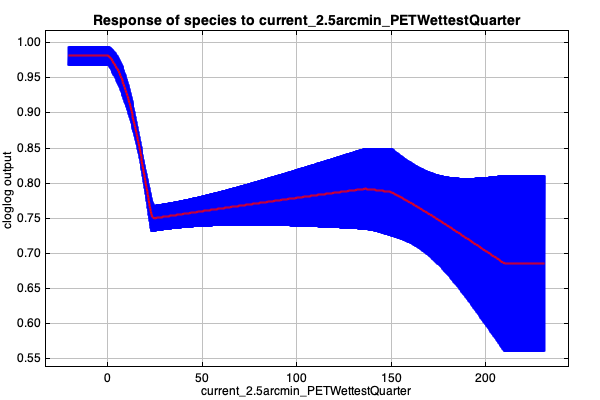 Response of species to current_2.5arcmin_PETWettestQuarter
cloglog output
1.00
0.95
0.90
0.85
0.80
0.75
0.70
0.65
0.60
0.55
0 50 100 150 200
current_2.5arcmin_PETWettestQuarter